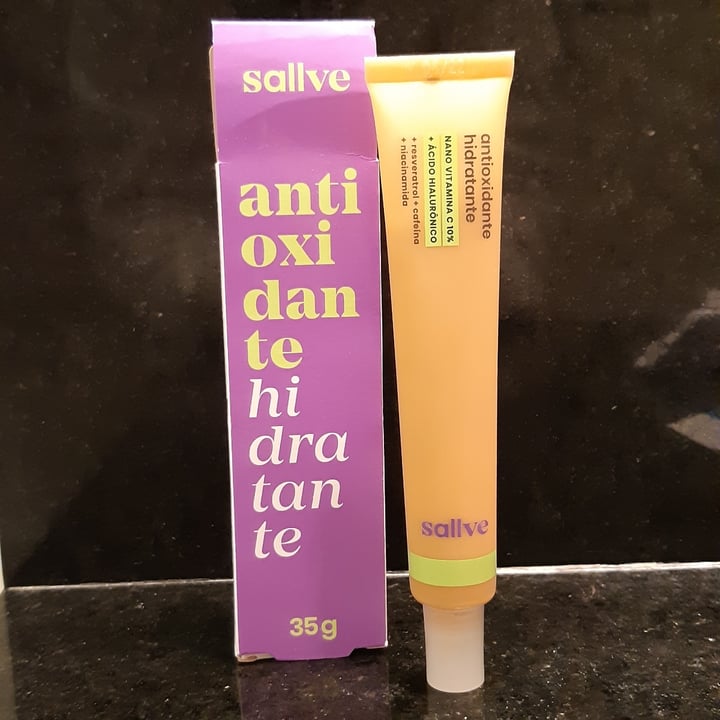 sallve
anti
oxi
dan
te
hi
dra
tan
te
35g
antioxidante
hidratante
NANO VITAMINA C 10%
+ ÁCIDO HIALURÔNICO
+ resveratrol + cafeína
+ niacinamida
sallve